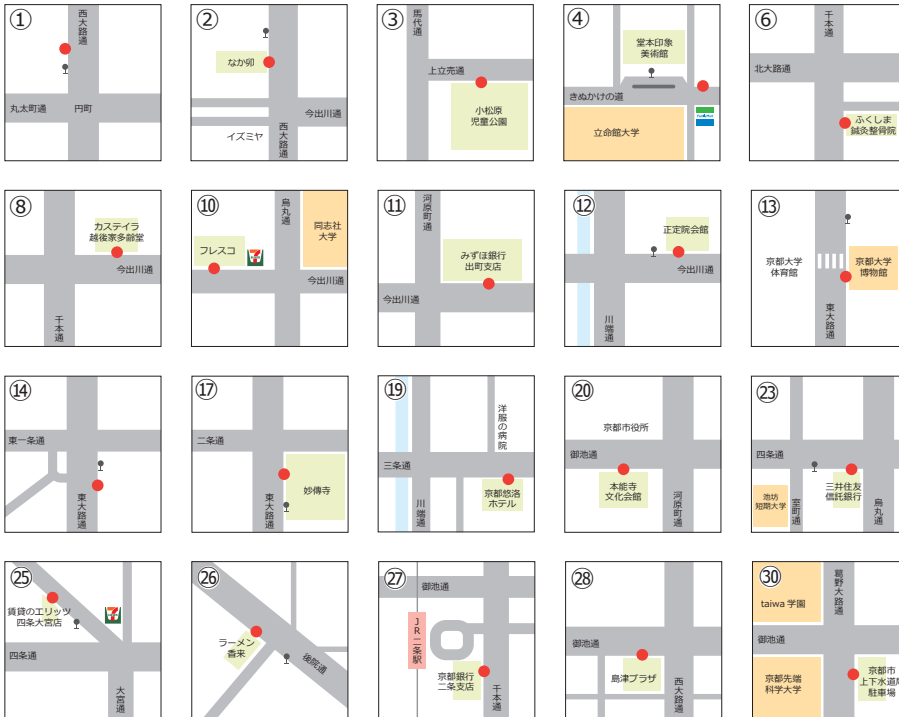 ①
西大路通
丸太町通
円町
②
なか卯
今出川通
イズミヤ
西大路通
③
馬代通
上立売通
小松原
児童公園
④
堂本印象
美術館
きぬかけの道
立命館大学
FamilyMart
⑥
千本通
北大路通
ふくしま
鍼灸整骨院
⑧
カステイラ
越後家多齢堂
今出川通
千本通
⑩
烏丸通
同志社
大学
フレスコ
今出川通
⑪
河原町通
みずほ銀行
出町支店
今出川通
⑫
正定院会館
今出川通
川端通
⑬
京都大学
体育館
京都大学
博物館
東大路通
⑭
東一条通
東大路通
⑰
二条通
妙傳寺
東大路通
⑲
洋服の病院
三条通
京都悠洛
ホテル
川端通
⑳
京都市役所
御池通
本能寺
文化会館
河原町通
㉓
四条通
三井住友
信託銀行
池坊
短期大学
室町通
烏丸通
㉕
賃貸のエリッツ
四条大宮店
四条通
大宮通
㉖
ラーメン
香来
後院通
㉗
御池通
JR二条駅
京都銀行
二条支店
千本通
㉘
御池通
島津プラザ
西大路通
㉚
葛野大路通
taiwa 学園
御池通
京都先端
科学大学
京都市
上下水道局
駐車場